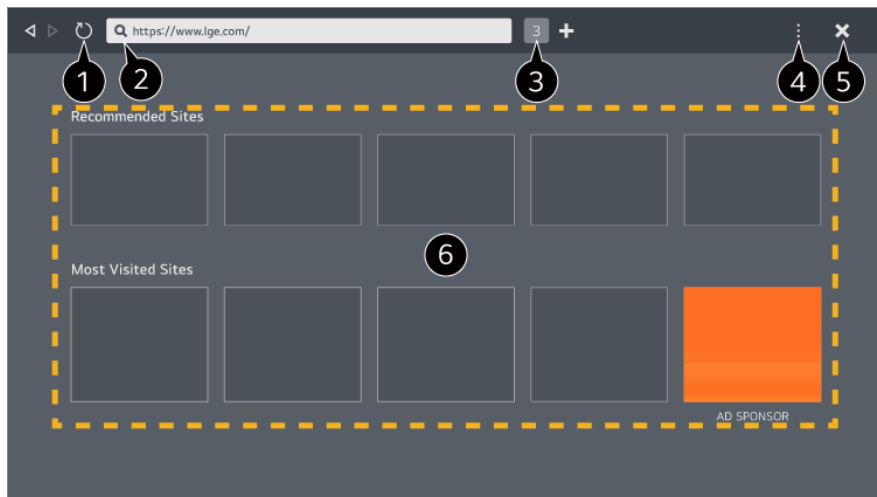 https://www.lge.com/ 3
1 2 3 4 5
Recommended Sites
6
Most Visited Sites
AD SPONSOR